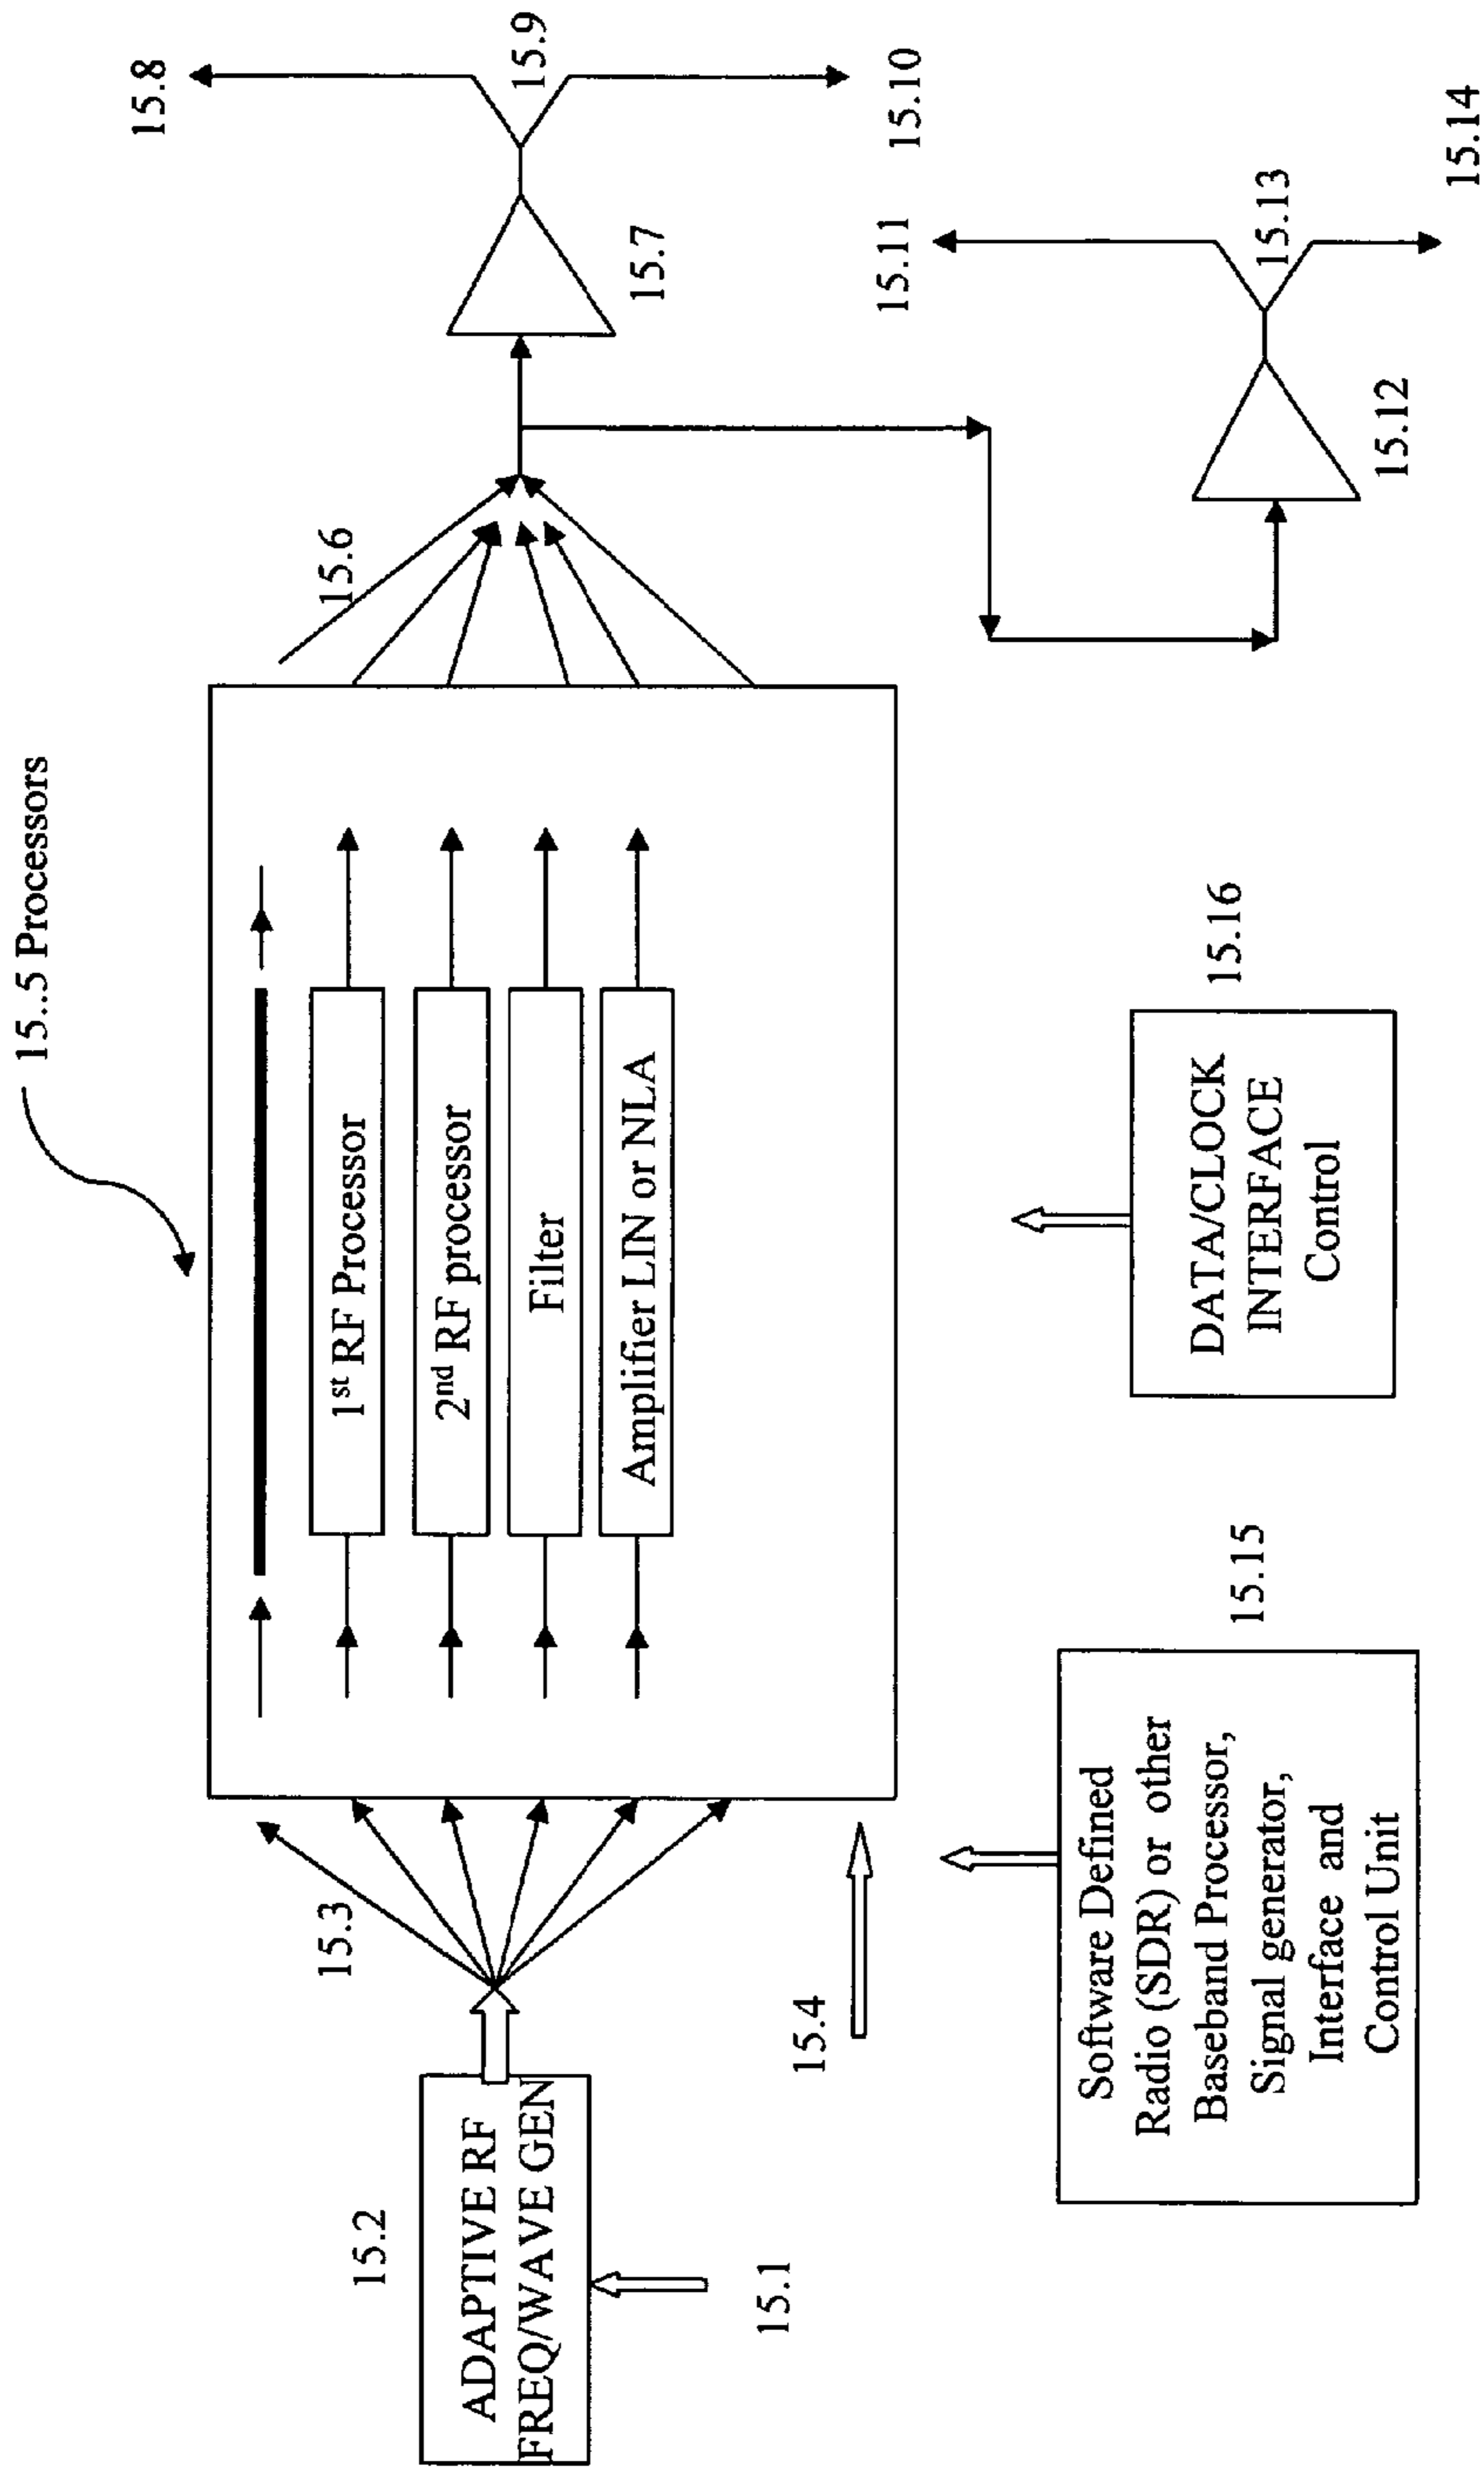 15..5 Processors
15.8
15.9
15.10
15.7
15.6
15.11
15.13
15.14
15.12
1st RF Processor
2nd RF processor
Filter
Amplifier LIN or NLA
15.3
15.2
ADAPTIVE RF
FREQ/WAVE GEN
15.1
15.4
15.15
Software Defined
Radio (SDR) or other
Baseband Processor,
Signal generator,
Interface and
Control Unit
15.16
DATA/CLOCK
INTERFACE
Control